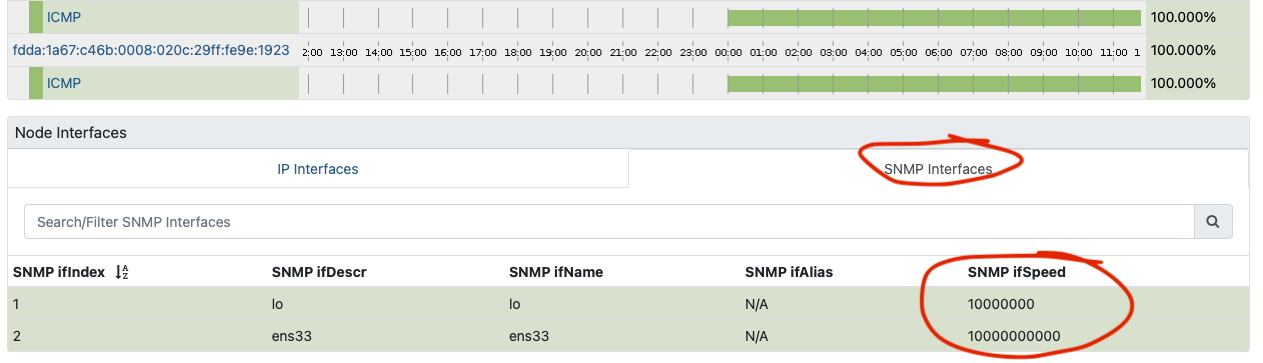 ICMP 100.000%
fdda:1a67:c46b:0008:020c:29ff:fe9e:1923 2:00 13:00 14:00 15:00 16:00 17:00 18:00 19:00 20:00 21:00 22:00 23:00 00:00 01:00 02:00 03:00 04:00 05:00 06:00 07:00 08:00 09:00 10:00 11:00 1 100.000%
ICMP 100.000%
Node Interfaces
IP Interfaces SNMP Interfaces
Search/Filter SNMP Interfaces
SNMP ifIndex AZ SNMP ifDescr SNMP ifName SNMP ifAlias SNMP ifSpeed
1 lo lo N/A 10000000
2 ens33 ens33 N/A 10000000000